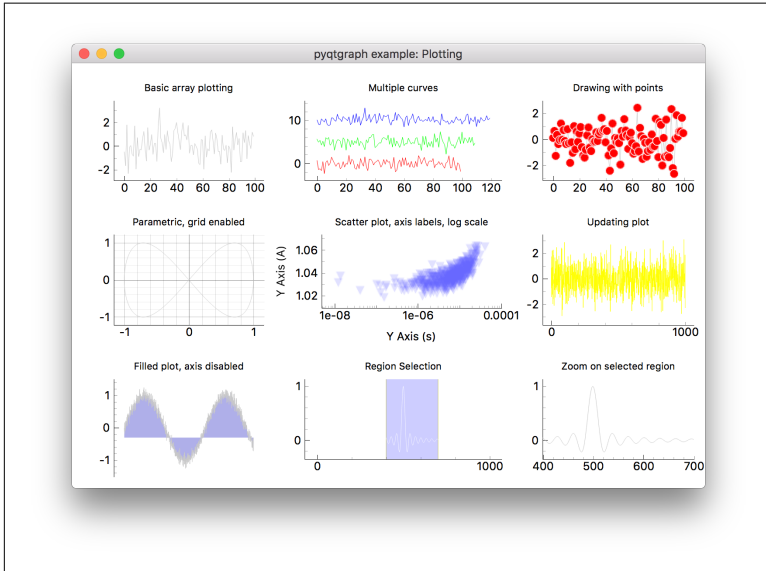 pyqtgraph example: Plotting
Basic array plotting
Multiple curves
Drawing with points
2
0
-2
0 20 40 60 80 100
10
0
0 20 40 60 80 100 120
2
0
-2
0 20 40 60 80 100
Parametric, grid enabled
Scatter plot, axis labels, log scale
Updating plot
1
0
-1
-1 0 1
Y Axis (A)
1.06
1.04
1.02
1e-08 1e-06 0.0001
Y Axis (s)
2
0
-2
0 1000
Filled plot, axis disabled
Region Selection
Zoom on selected region
1
0
-1
1
0
0 1000
1
0
400 500 600 700